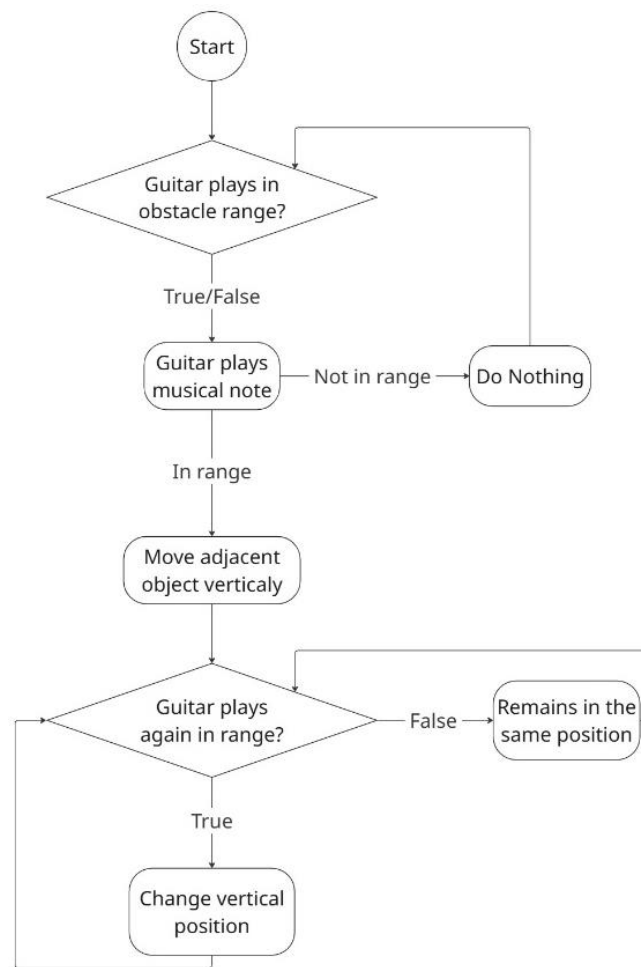 Start
Guitar plays in
obstacle range?
True/False
Guitar plays
musical note
Not in range
Do Nothing
In range
Move adjacent
object verticaly
Guitar plays
again in range?
False
Remains in the
same position
True
Change vertical
position